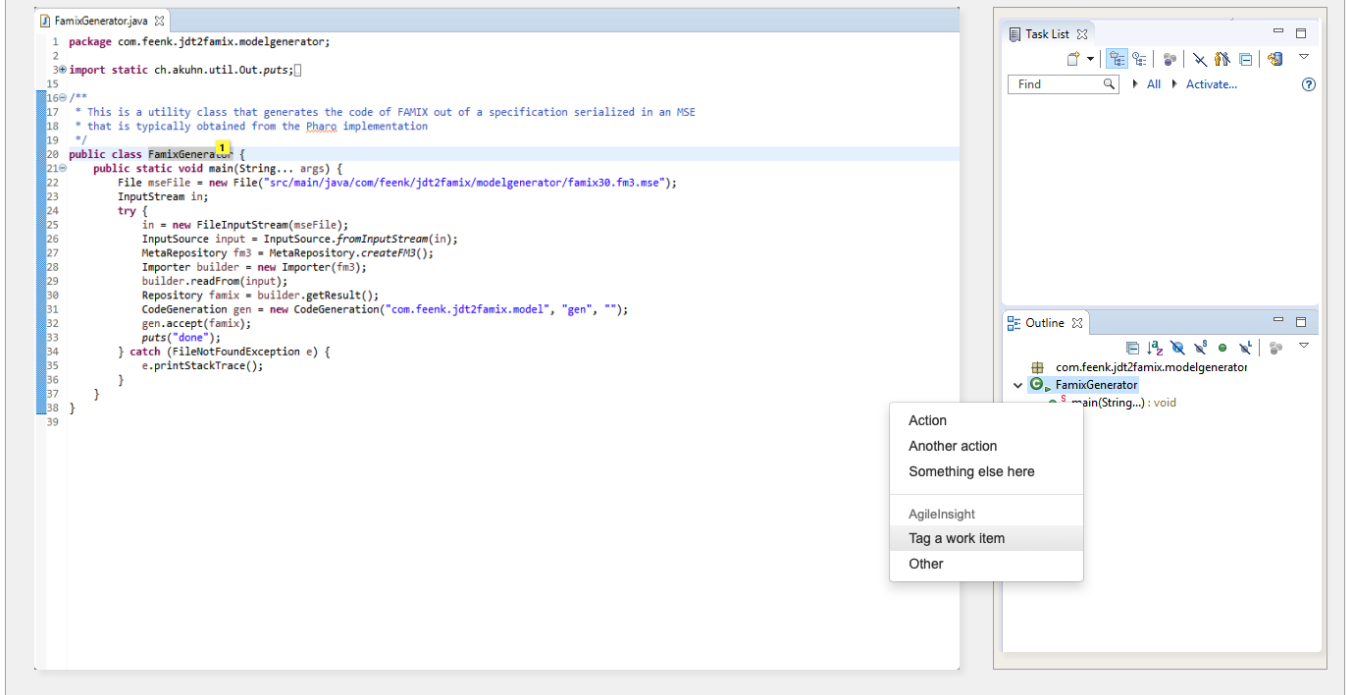 FamixGenerator.java
1 package com.feenk.jdt2famix.modelgenerator;
2
3 import static ch.akuhn.util.Out.puts;
15
16 /**
17 * This is a utility class that generates the code of FAMIX out of a specification serialized in an MSE
18 * that is typically obtained from the Pharo implementation
19 */
20 public class FamixGenerator {
1
21 public static void main(String... args) {
22 File mseFile = new File("src/main/java/com/feenk/jdt2famix/modelgenerator/famix30.fm3.mse");
23 InputStream in;
24 try {
25 in = new FileInputStream(mseFile);
26 InputSource input = InputSource.fromInputStream(in);
27 MetaRepository fm3 = MetaRepository.createFM3();
28 Importer builder = new Importer(fm3);
29 builder.readFrom(input);
30 Repository famix = builder.getResult();
31 CodeGeneration gen = new CodeGeneration("com.feenk.jdt2famix.model", "gen", "");
32 gen.accept(famix);
33 puts("done");
34 } catch (FileNotFoundException e) {
35 e.printStackTrace();
36 }
37 }
38 }
39
Task List
Find All Activate...
Outline
com.feenk.jdt2famix.modelgenerator
FamixGenerator
main(String...) : void
Action
Another action
Something else here
AgileInsight
Tag a work item
Other